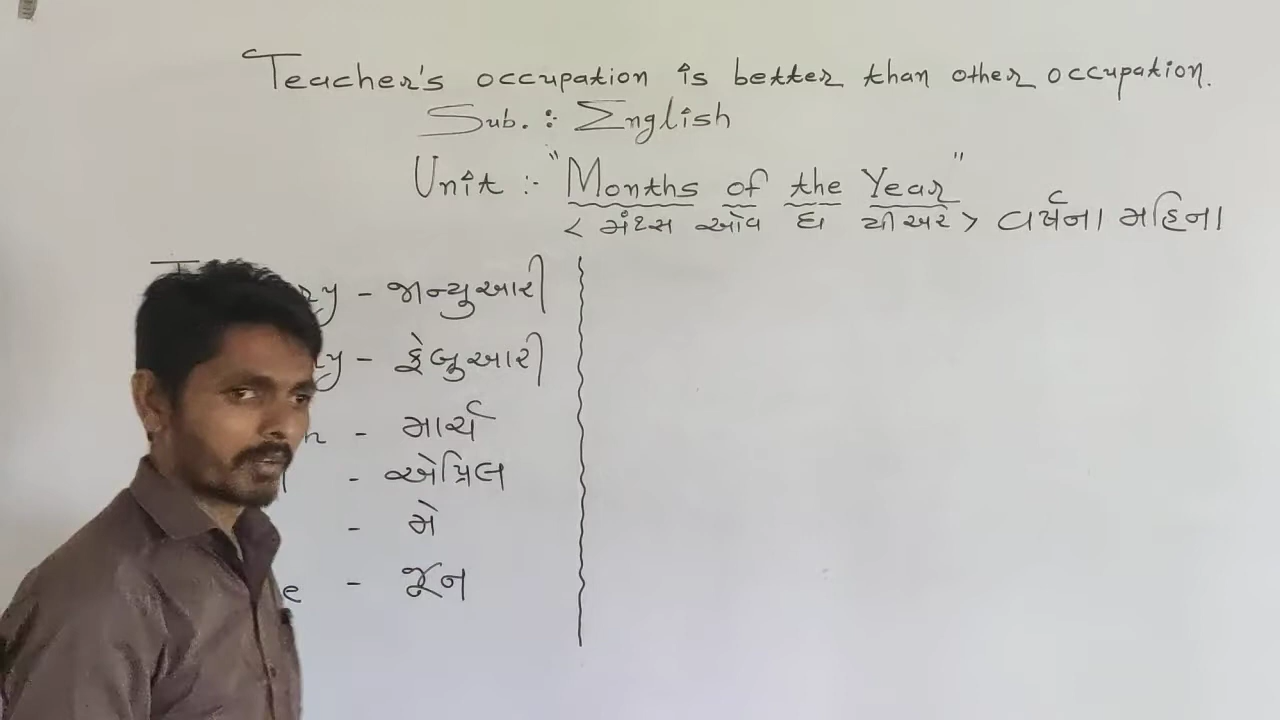 Teacher's occupation is better than other occupation.
Sub. : English
Unit :- "Months of the Year"
< મંથ્સ ઓવ ધ યીઅર > વર્ષના મહિના
- જાન્યુઆરી
- ફેબ્રુઆરી
- માર્ચ
- એપ્રિલ
- મે
- જૂન